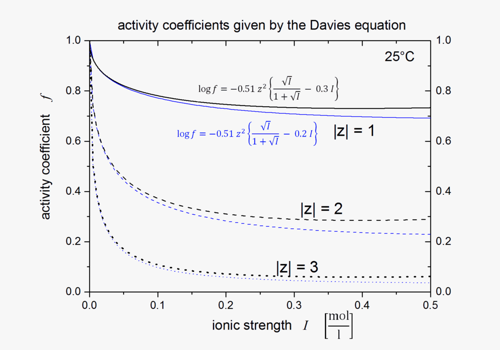 activity coefficients given by the Davies equation
1.0
0.8
0.6
0.4
0.2
0.0
1.0
0.8
0.6
0.4
0.2
0.0
25°C
log f = −0.51 z² { √I / (1 + √I) − 0.3 I }
log f = −0.51 z² { √I / (1 + √I) − 0.2 I }
|z| = 1
|z| = 2
|z| = 3
activity coefficient f
0.0 0.1 0.2 0.3 0.4 0.5
ionic strength I [mol/l]